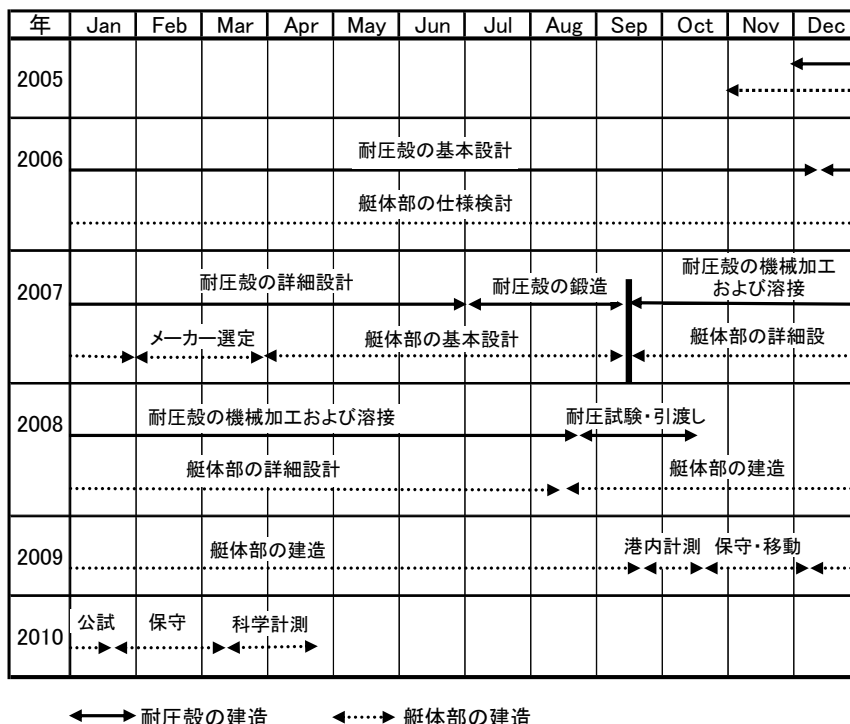 年 Jan Feb Mar Apr May Jun Jul Aug Sep Oct Nov Dec
2005
2006
耐圧殻の基本設計
艇体部の仕様検討
2007
耐圧殻の詳細設計 耐圧殻の鍛造 耐圧殻の機械加工
および溶接
メーカー選定 艇体部の基本設計 艇体部の詳細設
2008
耐圧殻の機械加工および溶接 耐圧試験・引渡し
艇体部の詳細設計 艇体部の建造
2009
艇体部の建造 港内計測 保守・移動
2010
公試 保守 科学計測
耐圧殻の建造 艇体部の建造